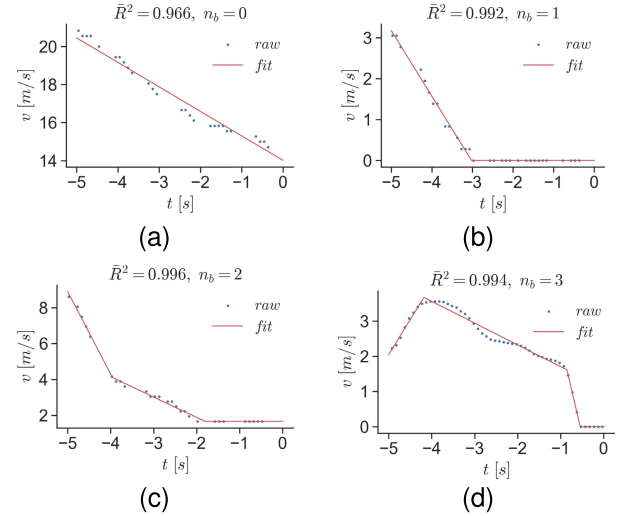 R̄² = 0.966, n_b = 0
v [m/s]
20
18
16
14
raw
fit
−5 −4 −3 −2 −1 0
t [s]
(a)
R̄² = 0.992, n_b = 1
v [m/s]
3
2
1
0
raw
fit
−5 −4 −3 −2 −1 0
t [s]
(b)
R̄² = 0.996, n_b = 2
v [m/s]
8
6
4
2
raw
fit
−5 −4 −3 −2 −1 0
t [s]
(c)
R̄² = 0.994, n_b = 3
v [m/s]
3
2
1
0
raw
fit
−5 −4 −3 −2 −1 0
t [s]
(d)